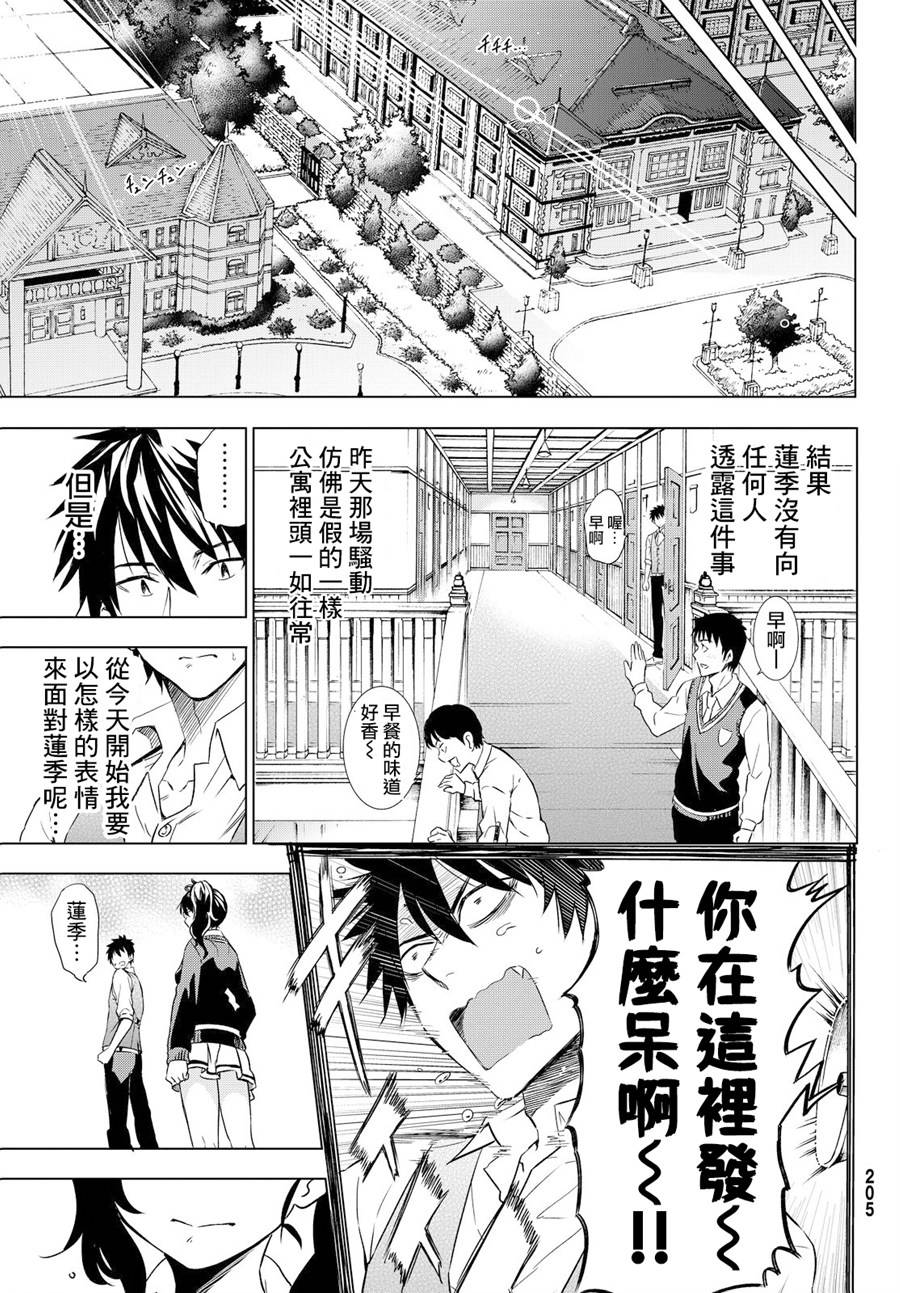 チチチ…
チュンチュン…
結果
蓮季沒有向
任何人
透露這件事
早啊ー
喔…
早啊
昨天那場騷動
仿佛是假的一樣
公寓裡頭一如往常
早餐的味道
好香～
………
但是…
從今天開始我要
以怎樣的表情
來面對蓮季呢…
你在這裡發～
什麼呆啊～～!!
蓮季…
205